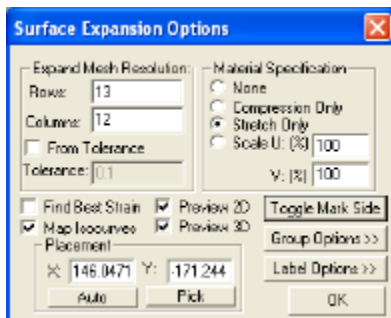 Surface Expansion Options
Expand Mesh Resolution:
Rows: 13
Columns: 12
From Tolerance
Tolerance: 0.1
Material Specification
None
Compression Only
Stretch Only
Scale U: (%) 100
V: (%) 100
Find Best Strain
Preview 2D
Map Isocurves
Preview 3D
Toggle Mark Side
Group Options >>
Label Options >>
OK
Placement
X: 146.0471 Y: -171.244
Auto
Pick